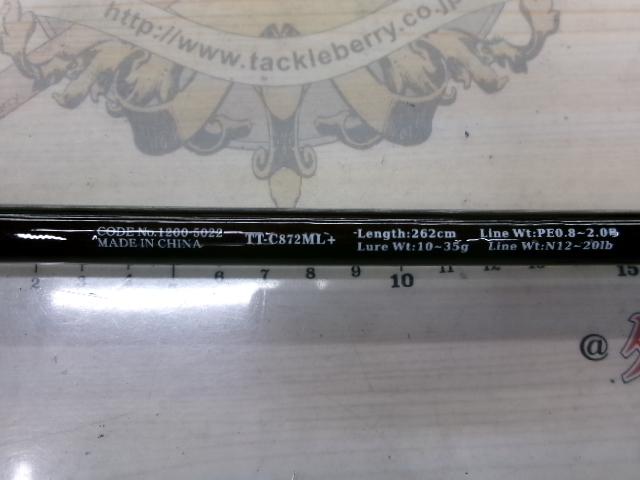 http://www.tackleberry.co.jp
CODE No.1200-5022
MADE IN CHINA
TT-C872ML+
Length:262cm
Lure Wt:10~35g
Line Wt:PE0.8~2.0
Line Wt:N12~20lb
2 3 4 5 6 7 8 9 10 11 12 13 15
@